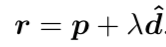 r = p + λd̂.